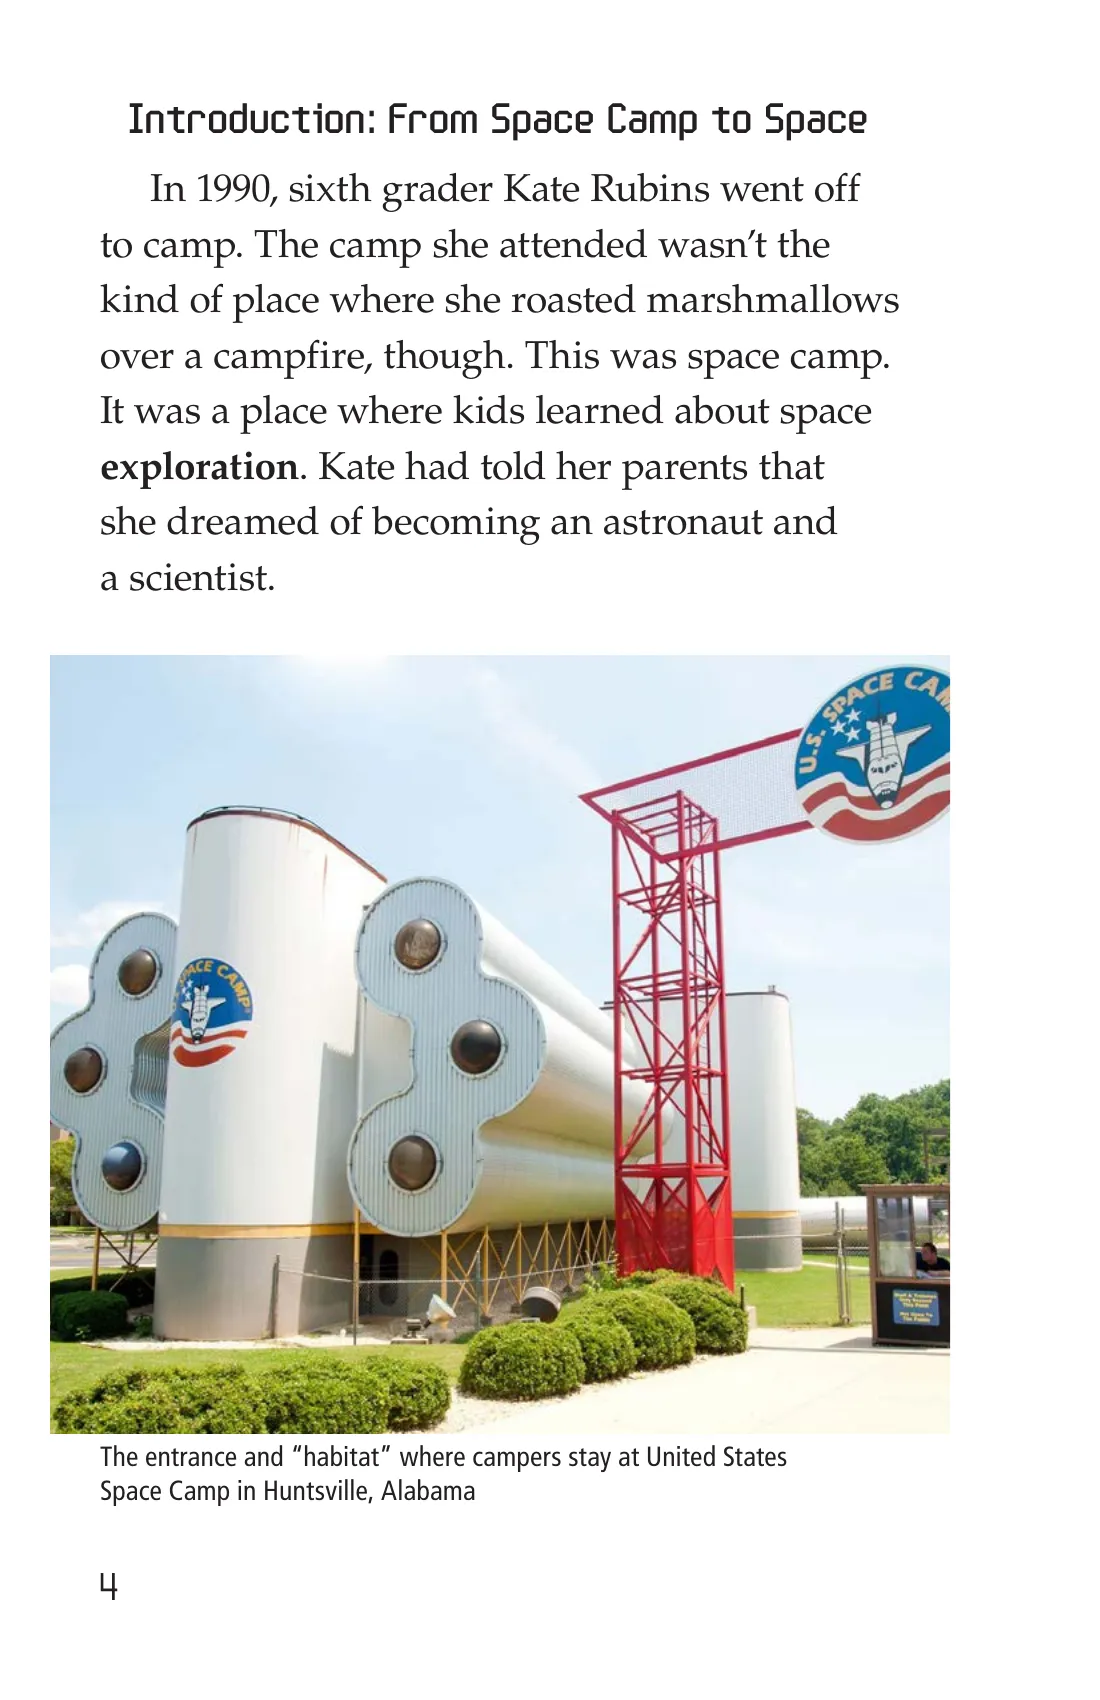 Introduction: From Space Camp to Space
In 1990, sixth grader Kate Rubins went off
to camp. The camp she attended wasn’t the
kind of place where she roasted marshmallows
over a campfire, though. This was space camp.
It was a place where kids learned about space
exploration. Kate had told her parents that
she dreamed of becoming an astronaut and
a scientist.
U.S. SPACE CAM
SPACE CAMP
The entrance and “habitat” where campers stay at United States
Space Camp in Huntsville, Alabama
4